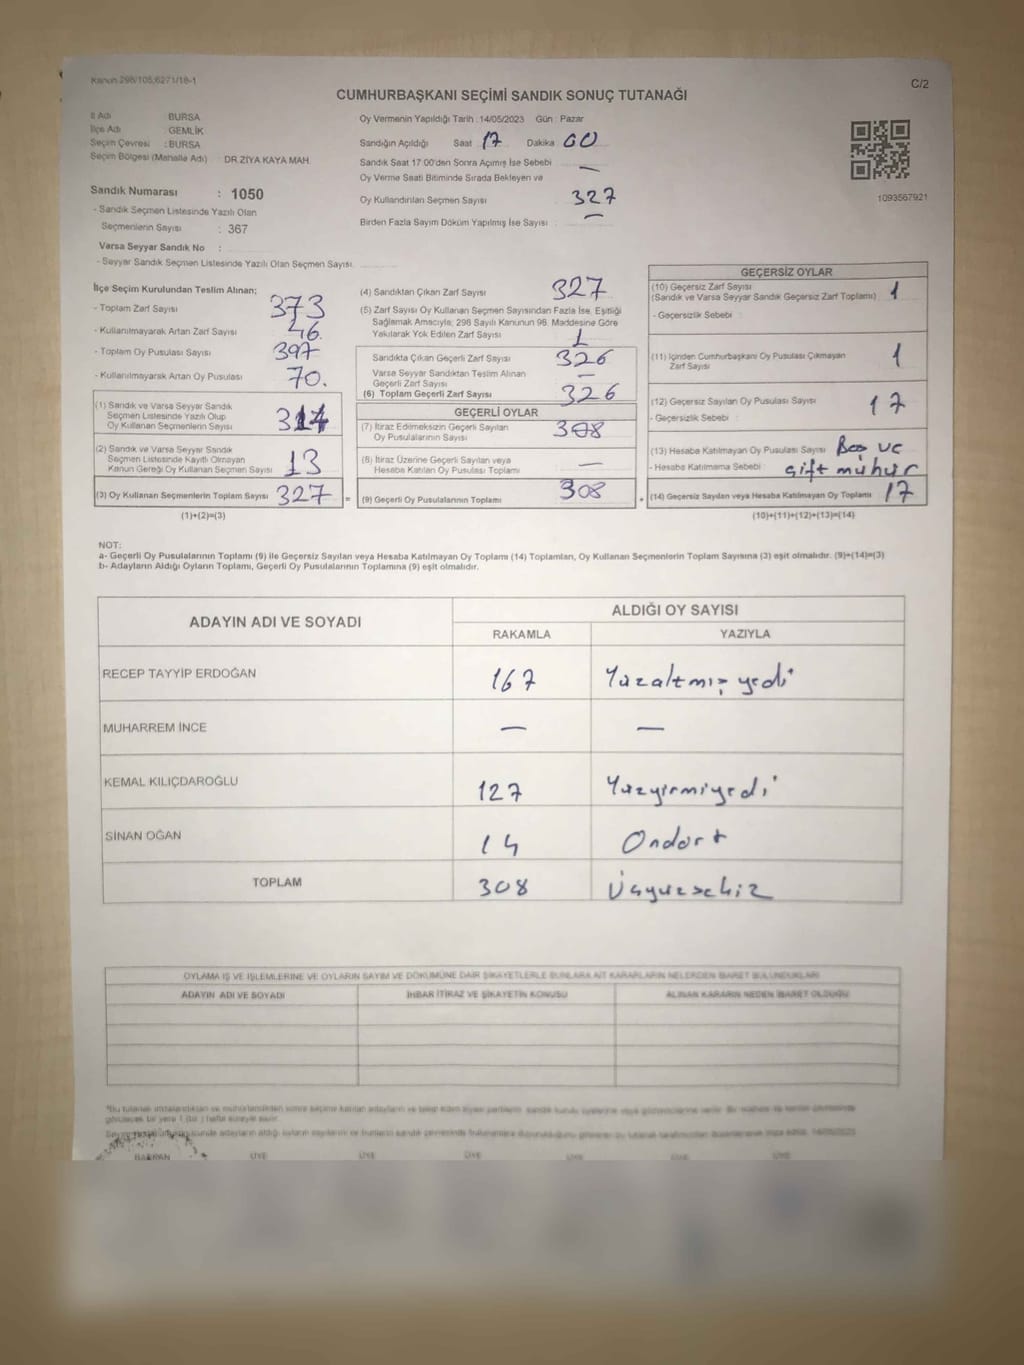 Kanun 298/105;6271/18-1
C/2
CUMHURBAŞKANI SEÇİMİ SANDIK SONUÇ TUTANAĞI
İl Adı BURSA
İlçe Adı : GEMLİK
Seçim Çevresi : BURSA
Seçim Bölgesi (Mahalle Adı) : DR.ZİYA KAYA MAH.
Sandık Numarası : 1050
- Sandık Seçmen Listesinde Yazılı Olan
Seçmenlerin Sayısı : 367
Varsa Seyyar Sandık No :
- Seyyar Sandık Seçmen Listesinde Yazılı Olan Seçmen Sayısı:
Oy Vermenin Yapıldığı Tarih : 14/05/2023 Gün : Pazar
Sandığın Açıldığı Saat 17 Dakika 00
Sandık Saat 17:00'den Sonra Açımış İse Sebebi : —
Oy Verme Saati Bitiminde Sırada Bekleyen ve
Oy Kullandırılan Seçmen Sayısı 327
Birden Fazla Sayım Döküm Yapılmış İse Sayısı : —
1093567921
İlçe Seçim Kurulundan Teslim Alınan;
- Toplam Zarf Sayısı 373
- Kullanılmayarak Artan Zarf Sayısı 46.
- Toplam Oy Pusulası Sayısı 397
- Kullanılmayarak Artan Oy Pusulası 70.
(1) Sandık ve Varsa Seyyar Sandık
Seçmen Listesinde Yazılı Olup
Oy Kullanan Seçmenlerin Sayısı 314
(2) Sandık ve Varsa Seyyar Sandık
Seçmen Listesinde Kayıtlı Olmayan
Kanun Gereği Oy Kullanan Seçmen Sayısı 13
(3) Oy Kullanan Seçmenlerin Toplam Sayısı 327 =
(1)+(2)=(3)
(4) Sandıktan Çıkan Zarf Sayısı 327
(5) Zarf Sayısı Oy Kullanan Seçmen Sayısından Fazla İse, Eşitliği
Sağlamak Amacıyla; 298 Sayılı Kanunun 98. Maddesine Göre
Yakılarak Yok Edilen Zarf Sayısı 1
Sandıkta Çıkan Geçerli Zarf Sayısı 326
Varsa Seyyar Sandıktan Teslim Alınan
Geçerli Zarf Sayısı —
(6) Toplam Geçerli Zarf Sayısı 326
GEÇERLİ OYLAR
(7) İtiraz Edilmeksizin Geçerli Sayılan
Oy Pusulalarının Sayısı 308
(8) İtiraz Üzerine Geçerli Sayılan veya
Hesaba Katılan Oy Pusulası Toplamı —
(9) Geçerli Oy Pusulalarının Toplamı 308 +
GEÇERSİZ OYLAR
(10) Geçersiz Zarf Sayısı
(Sandık ve Varsa Seyyar Sandık Geçersiz Zarf Toplamı) 1
- Geçersizlik Sebebi :
(11) İçinden Cumhurbaşkanı Oy Pusulası Çıkmayan
Zarf Sayısı 1
(12) Geçersiz Sayılan Oy Pusulası Sayısı 17
- Geçersizlik Sebebi
(13) Hesaba Katılmayan Oy Pusulası Sayısı Boş ve
- Hesaba Katılmama Sebebi : çift mühür
(14) Geçersiz Sayılan veya Hesaba Katılmayan Oy Toplamı 17
(10)+(11)+(12)+(13)=(14)
NOT:
a- Geçerli Oy Pusulalarının Toplamı (9) ile Geçersiz Sayılan veya Hesaba Katılmayan Oy Toplamı (14) Toplamları, Oy Kullanan Seçmenlerin Toplam Sayısına (3) eşit olmalıdır. (9)+(14)=(3)
b- Adayların Aldığı Oyların Toplamı, Geçerli Oy Pusulalarının Toplamına (9) eşit olmalıdır.
ADAYIN ADI VE SOYADI ALDIĞI OY SAYISI
RAKAMLA YAZIYLA
RECEP TAYYİP ERDOĞAN 167 Yüzaltmış yedi
MUHARREM İNCE — —
KEMAL KILIÇDAROĞLU 127 Yüzyirmiyedi
SİNAN OĞAN 14 Ondört
TOPLAM 308 Üçyüzsekiz
OYLAMA İŞ VE İŞLEMLERİNE VE OYLARIN SAYIM VE DÖKÜMÜNE DAİR ŞİKAYETLERLE BUNLARA AİT KARARLARIN NELERDEN İBARET BULUNDUKLARI
ADAYIN ADI VE SOYADI İHBAR İTİRAZ VE ŞİKAYETİN KONUSU ALINAN KARARIN NEDEN İBARET OLDUĞU
BAŞKAN ÜYE ÜYE ÜYE ÜYE ÜYE ÜYE